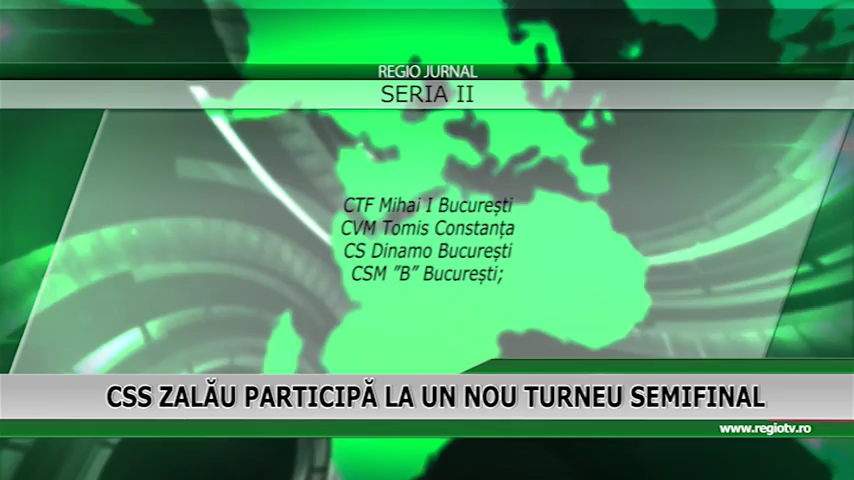 REGIO JURNAL
SERIA II
CTF Mihai I București
CVM Tomis Constanța
CS Dinamo București
CSM ”B” București;
CSS ZALĂU PARTICIPĂ LA UN NOU TURNEU SEMIFINAL
www.regiotv.ro